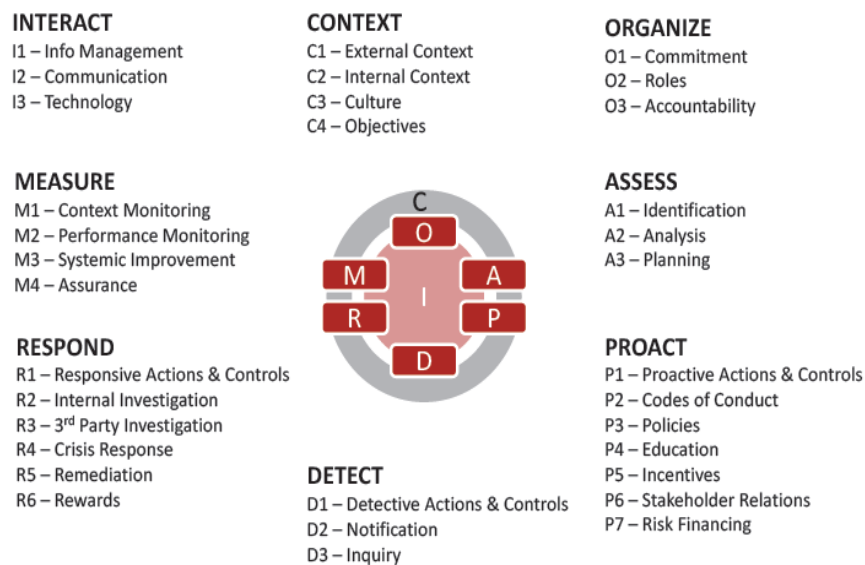 INTERACT
I1 – Info Management
I2 – Communication
I3 – Technology
CONTEXT
C1 – External Context
C2 – Internal Context
C3 – Culture
C4 – Objectives
ORGANIZE
O1 – Commitment
O2 – Roles
O3 – Accountability
MEASURE
M1 – Context Monitoring
M2 – Performance Monitoring
M3 – Systemic Improvement
M4 – Assurance
C
O
M
A
I
R
P
D
ASSESS
A1 – Identification
A2 – Analysis
A3 – Planning
RESPOND
R1 – Responsive Actions & Controls
R2 – Internal Investigation
R3 – 3rd Party Investigation
R4 – Crisis Response
R5 – Remediation
R6 – Rewards
DETECT
D1 – Detective Actions & Controls
D2 – Notification
D3 – Inquiry
PROACT
P1 – Proactive Actions & Controls
P2 – Codes of Conduct
P3 – Policies
P4 – Education
P5 – Incentives
P6 – Stakeholder Relations
P7 – Risk Financing